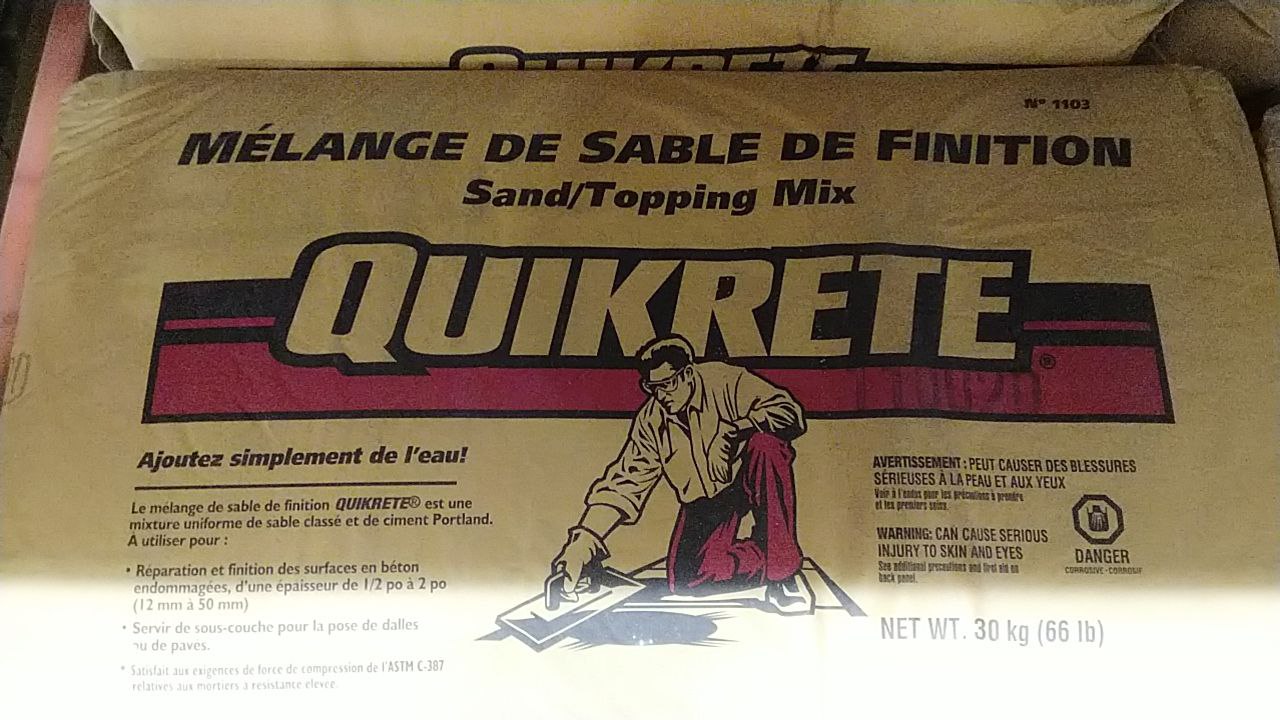 QUIKRETE
N° 1103
MÉLANGE DE SABLE DE FINITION
Sand/Topping Mix
QUIKRETE®
Ajoutez simplement de l'eau!
Le mélange de sable de finition QUIKRETE® est une
mixture uniforme de sable classé et de ciment Portland.
À utiliser pour :
• Réparation et finition des surfaces en béton
endommagées, d'une épaisseur de 1/2 po à 2 po
(12 mm à 50 mm)
• Servir de sous-couche pour la pose de dalles
ou de paves.
* Satisfait aux exigences de force de compression de l'ASTM C-387
relatives aux mortiers a resistance elevee.
AVERTISSEMENT : PEUT CAUSER DES BLESSURES
SÉRIEUSES À LA PEAU ET AUX YEUX
Voir à l'endos pour les précautions à prendre
et les premiers soins.
WARNING: CAN CAUSE SERIOUS
INJURY TO SKIN AND EYES
See additional precautions and first aid on
back panel.
DANGER
CORROSIVE - CORROSIF
NET WT. 30 kg (66 lb)